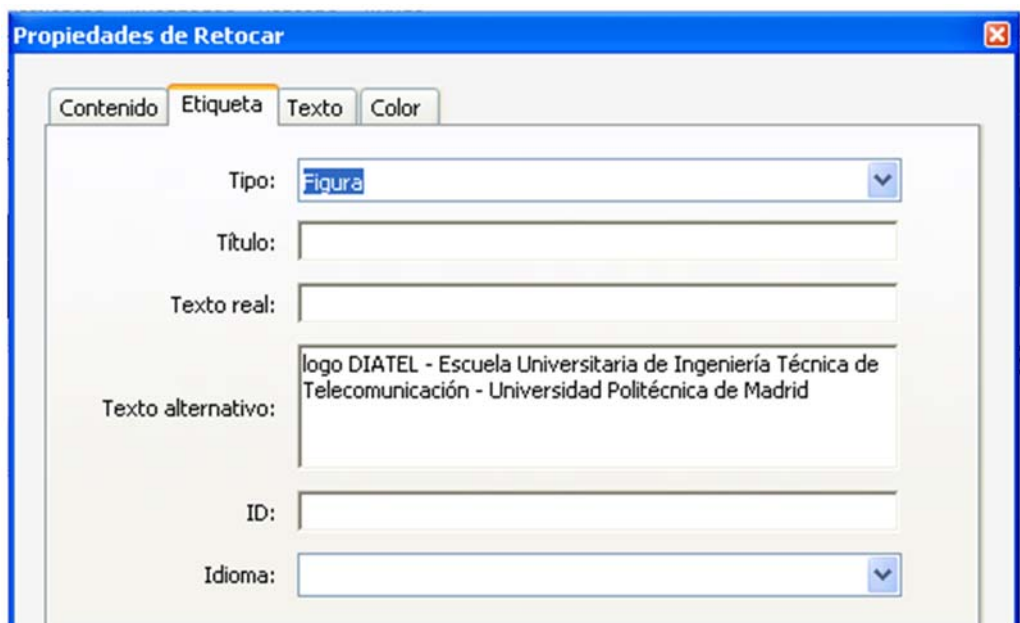 Propiedades de Retocar
Contenido Etiqueta Texto Color
Tipo: Figura
Título:
Texto real:
Texto alternativo: logo DIATEL - Escuela Universitaria de Ingeniería Técnica de
Telecomunicación - Universidad Politécnica de Madrid
ID:
Idioma: